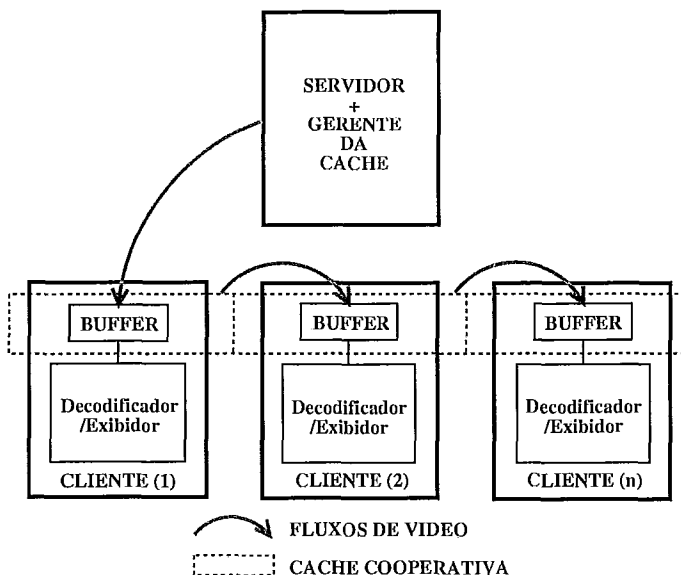 SERVIDOR
+
GERENTE
DA
CACHE
BUFFER
BUFFER
BUFFER
Decodificador
/Exibidor
Decodificador
/Exibidor
Decodificador
/Exibidor
CLIENTE (1)
CLIENTE (2)
CLIENTE (n)
FLUXOS DE VIDEO
CACHE COOPERATIVA